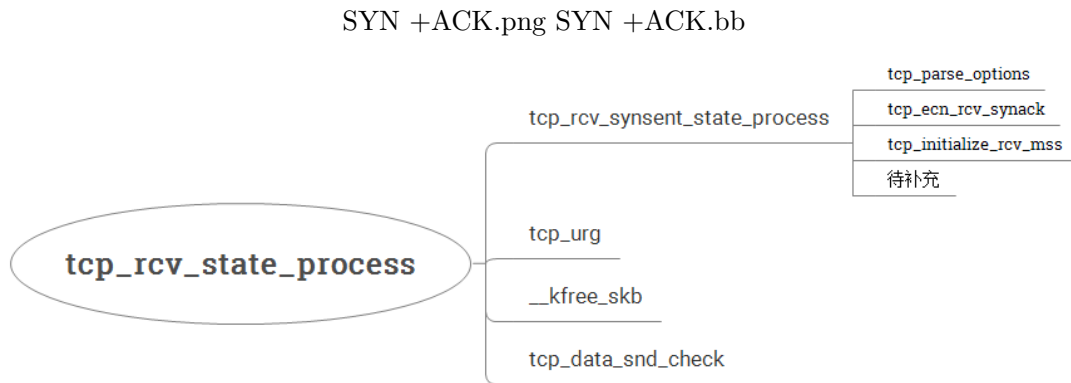 SYN +ACK.png SYN +ACK.bb
tcp_rcv_state_process
tcp_rcv_synsent_state_process
tcp_parse_options
tcp_ecn_rcv_synack
tcp_initialize_rcv_mss
待补充
tcp_urg
__kfree_skb
tcp_data_snd_check